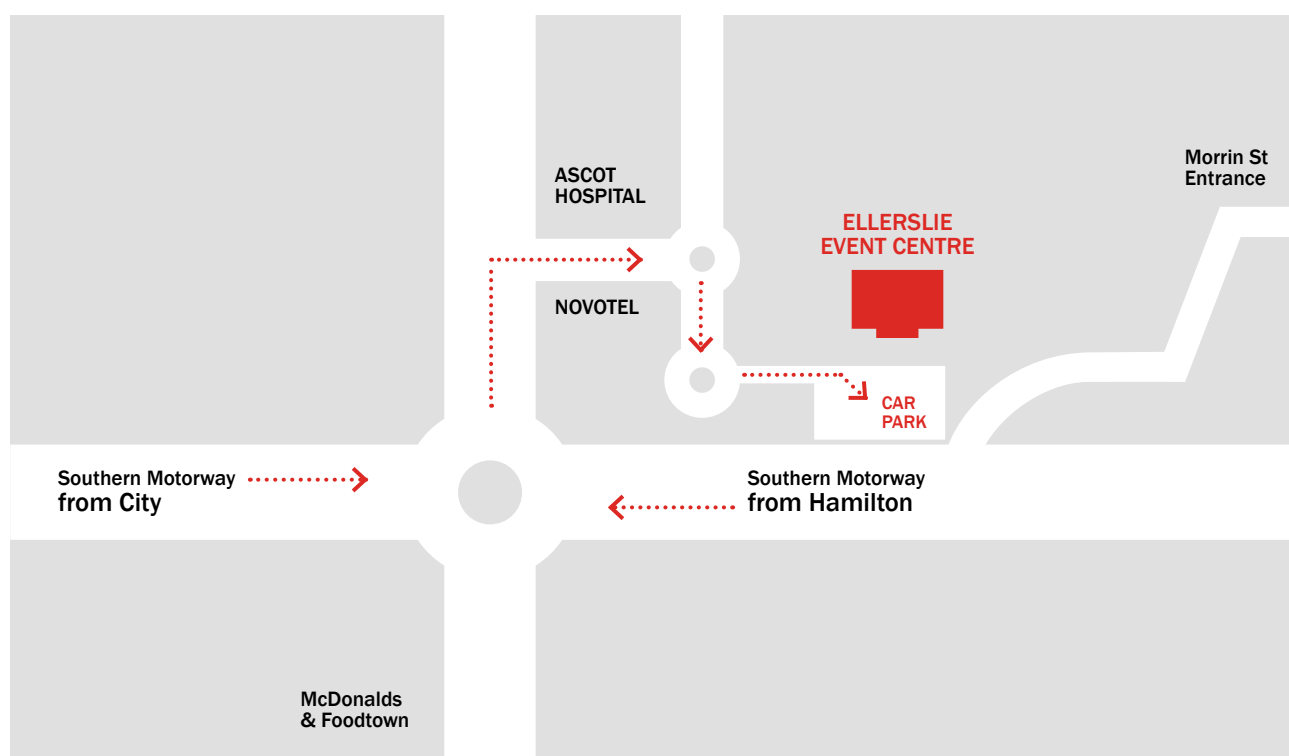 Morrin St
Entrance
ASCOT
HOSPITAL
ELLERSLIE
EVENT CENTRE
NOVOTEL
CAR
PARK
Southern Motorway
from City
Southern Motorway
from Hamilton
McDonalds
& Foodtown